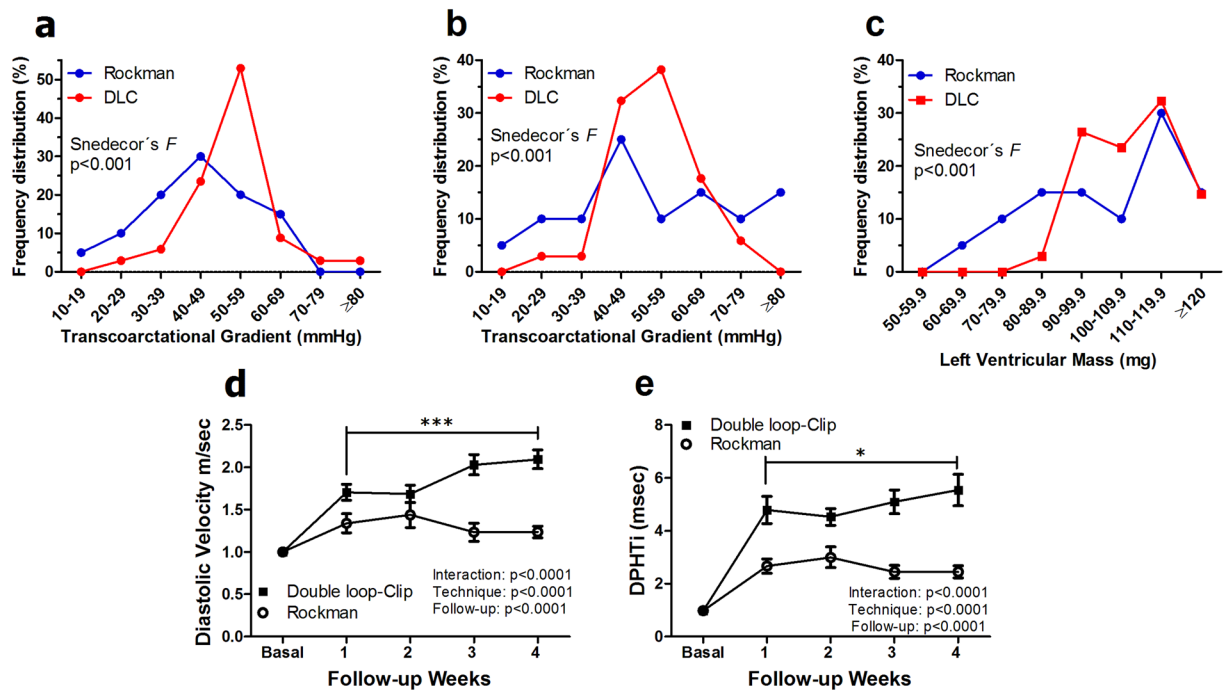 a
Frequency distribution (%)
50
40
30
20
10
0
Rockman
DLC
Snedecor´s F
p<0.001
10-19
20-29
30-39
40-49
50-59
60-69
70-79
≥80
Transcoarctational Gradient (mmHg)
b
Frequency distribution (%)
40
30
20
10
0
Rockman
DLC
Snedecor´s F
p<0.001
10-19
20-29
30-39
40-49
50-59
60-69
70-79
≥80
Transcoarctational Gradient (mmHg)
c
Frequency distribution (%)
40
30
20
10
0
Rockman
DLC
Snedecor´s F
p<0.001
50-59.9
60-69.9
70-79.9
80-89.9
90-99.9
100-109.9
110-119.9
≥120
Left Ventricular Mass (mg)
d
Diastolic Velocity m/sec
2.5
2.0
1.5
1.0
0.5
0.0
***
Double loop-Clip
Rockman
Interaction: p<0.0001
Technique: p<0.0001
Follow-up: p<0.0001
Basal 1 2 3 4
Follow-up Weeks
e
DPHTi (msec)
8
6
4
2
0
Double loop-Clip
Rockman
*
Interaction: p<0.0001
Technique: p<0.0001
Follow-up: p<0.0001
Basal 1 2 3 4
Follow-up Weeks